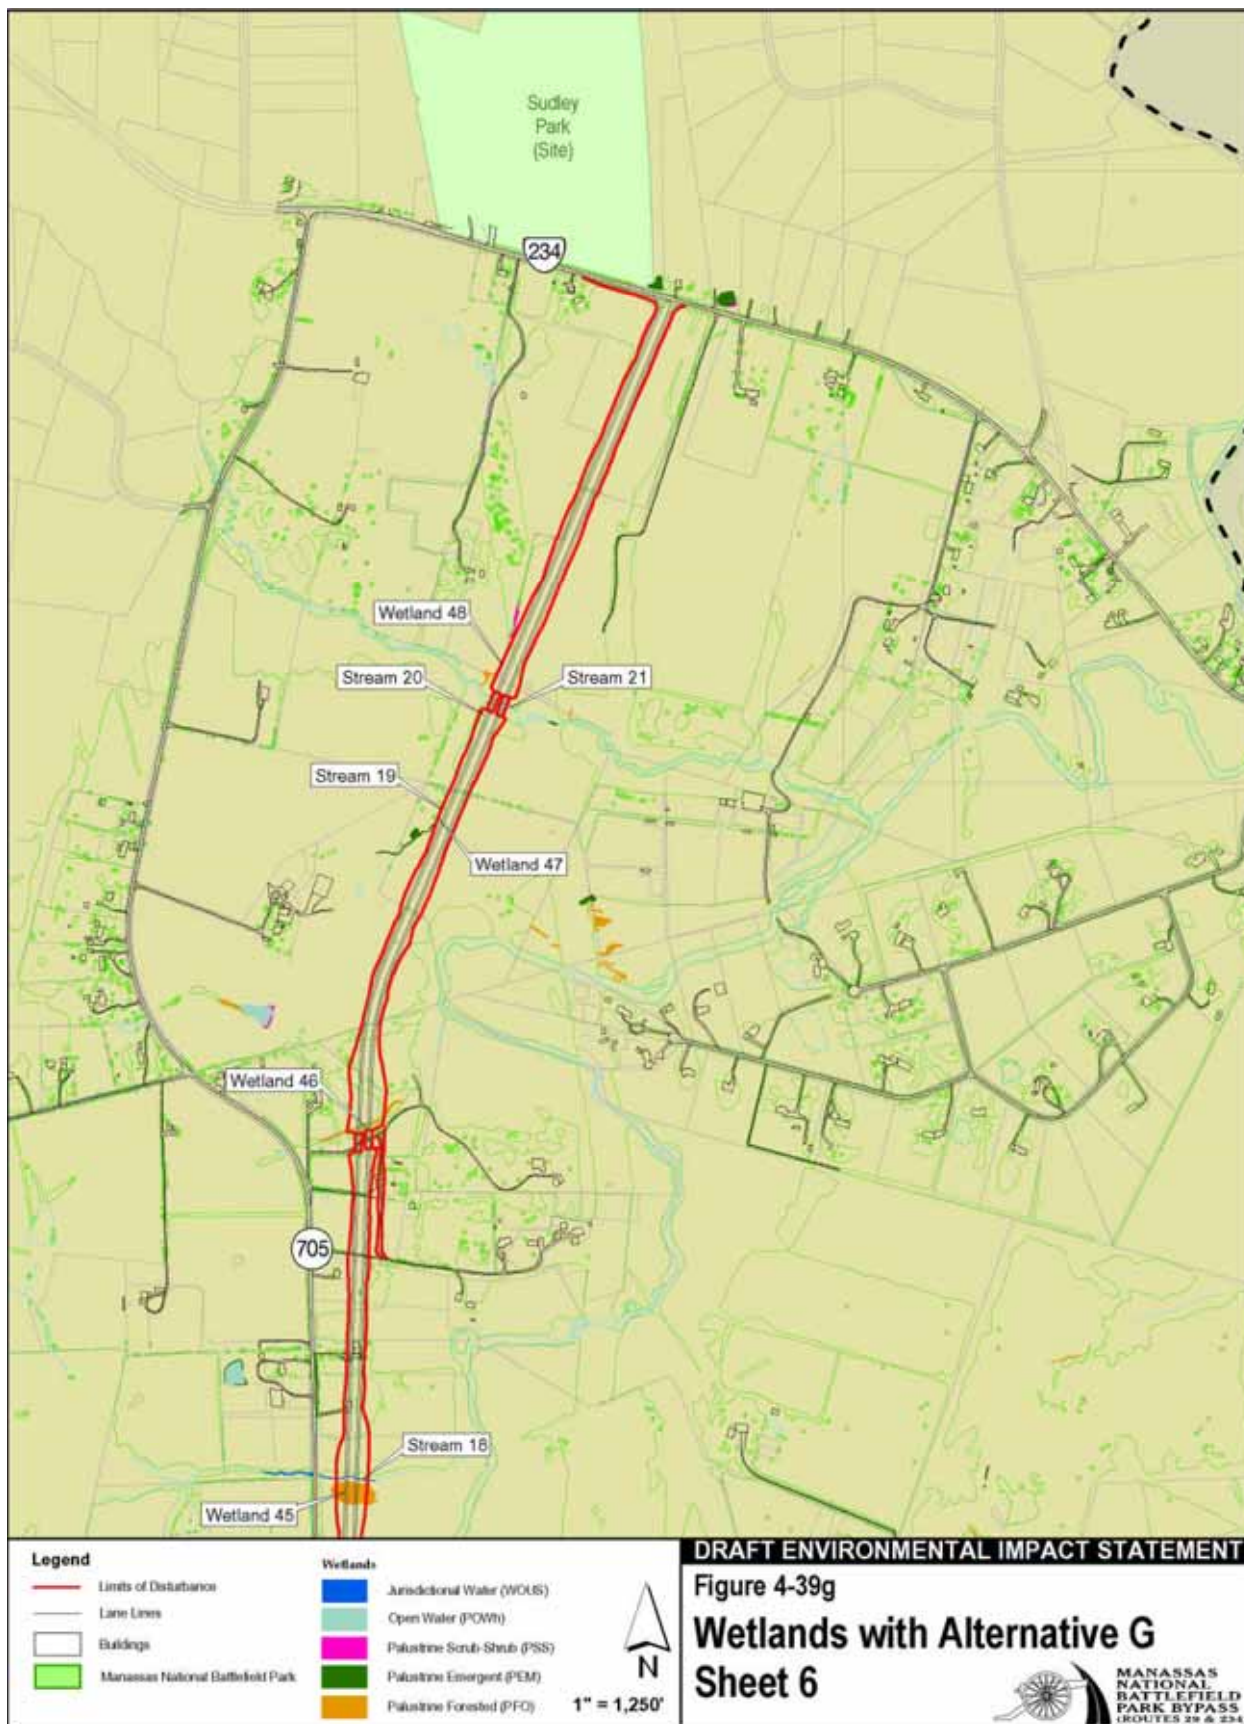 Sudley
Park
(Site)
234
Wetland 48
Stream 20
Stream 21
Stream 19
Wetland 47
Wetland 46
705
Stream 18
Wetland 45
Legend
Limits of Disturbance
Lane Lines
Buildings
Manassas National Battlefield Park
Wetlands
Jurisdictional Water (WOUS)
Open Water (POWh)
Palustrine Scrub-Shrub (PSS)
Palustrine Emergent (PEM)
Palustrine Forested (PFO)
N
1" = 1,250'
DRAFT ENVIRONMENTAL IMPACT STATEMENT
Figure 4-39g
Wetlands with Alternative G
Sheet 6
MANASSAS
NATIONAL
BATTLEFIELD
PARK BYPASS
(ROUTES 29 & 234